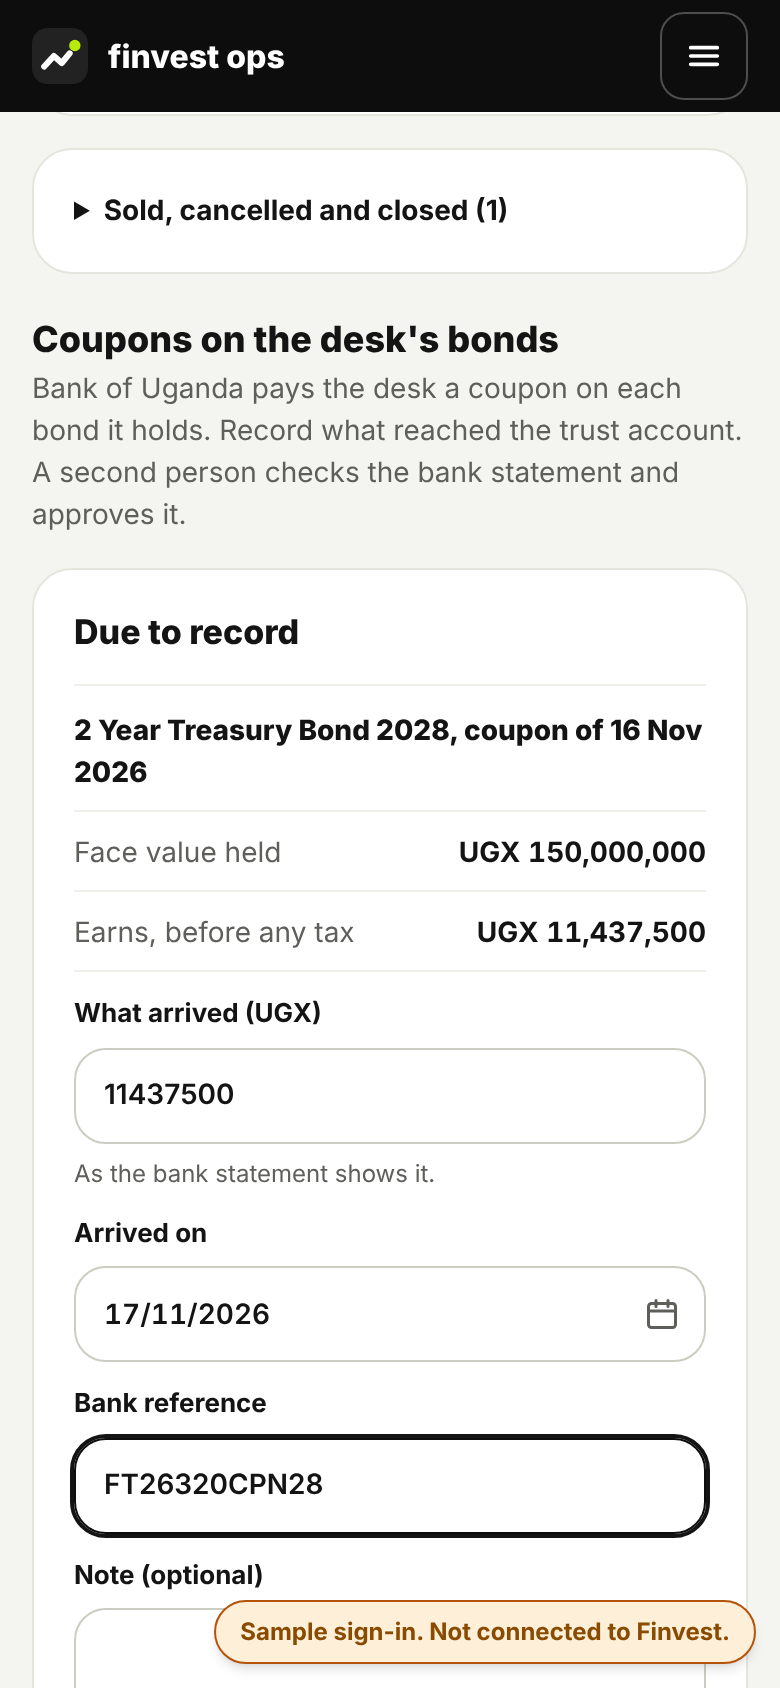 finvest ops
Sold, cancelled and closed (1)
Coupons on the desk's bonds
Bank of Uganda pays the desk a coupon on each
bond it holds. Record what reached the trust account.
A second person checks the bank statement and
approves it.
Due to record
2 Year Treasury Bond 2028, coupon of 16 Nov
2026
Face value held UGX 150,000,000
Earns, before any tax UGX 11,437,500
What arrived (UGX)
11437500
As the bank statement shows it.
Arrived on
17/11/2026
Bank reference
FT26320CPN28
Note (optional)
Sample sign-in. Not connected to Finvest.